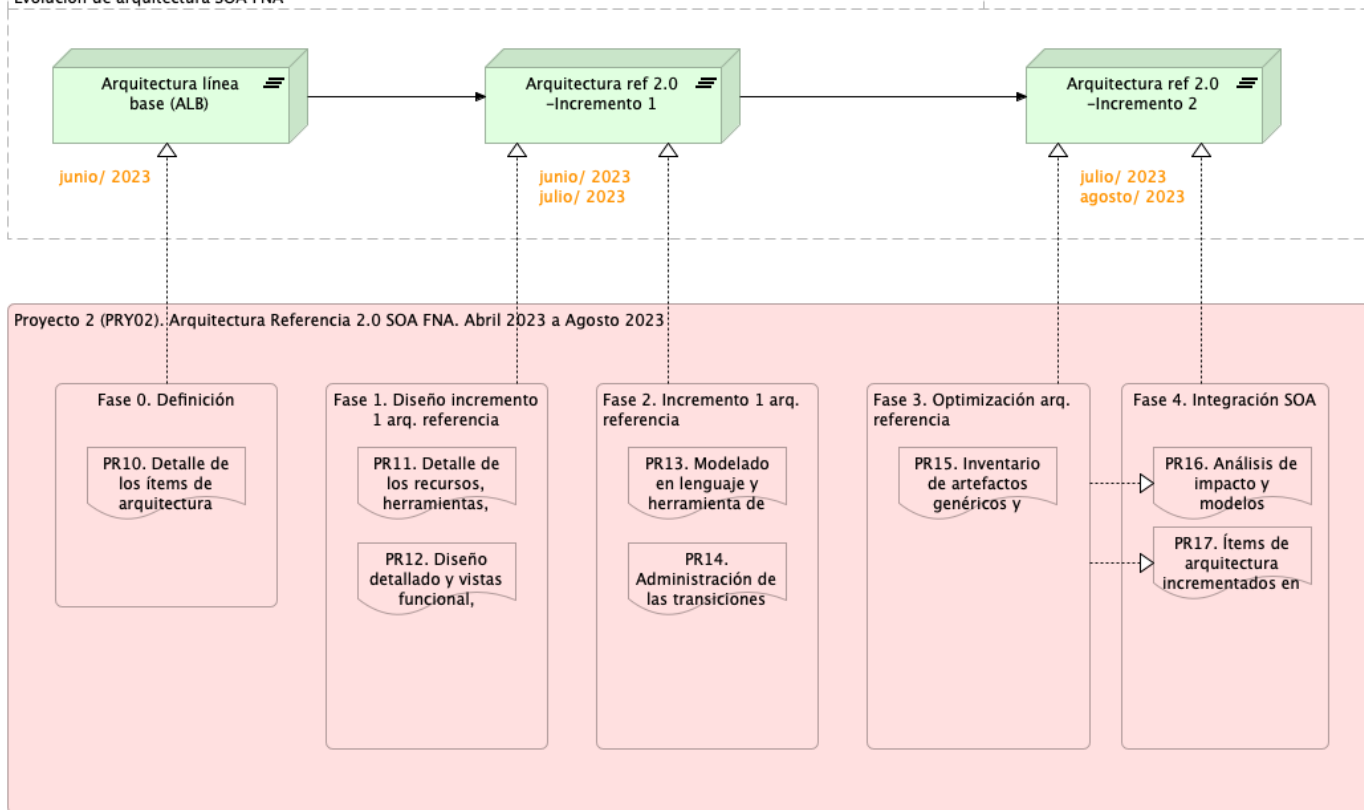 Evolución de arquitectura SOA FNA
Arquitectura línea
base (ALB)
Arquitectura ref 2.0
-Incremento 1
Arquitectura ref 2.0
-Incremento 2
junio/ 2023
junio/ 2023
julio/ 2023
julio/ 2023
agosto/ 2023
Proyecto 2 (PRY02). Arquitectura Referencia 2.0 SOA FNA. Abril 2023 a Agosto 2023
Fase 0. Definición
PR10. Detalle de
los ítems de
arquitectura
Fase 1. Diseño incremento
1 arq. referencia
PR11. Detalle de
los recursos,
herramientas,
PR12. Diseño
detallado y vistas
funcional,
Fase 2. Incremento 1 arq.
referencia
PR13. Modelado
en lenguaje y
herramienta de
PR14.
Administración de
las transiciones
Fase 3. Optimización arq.
referencia
PR15. Inventario
de artefactos
genéricos y
Fase 4. Integración SOA
PR16. Análisis de
impacto y
modelos
PR17. Ítems de
arquitectura
incrementados en